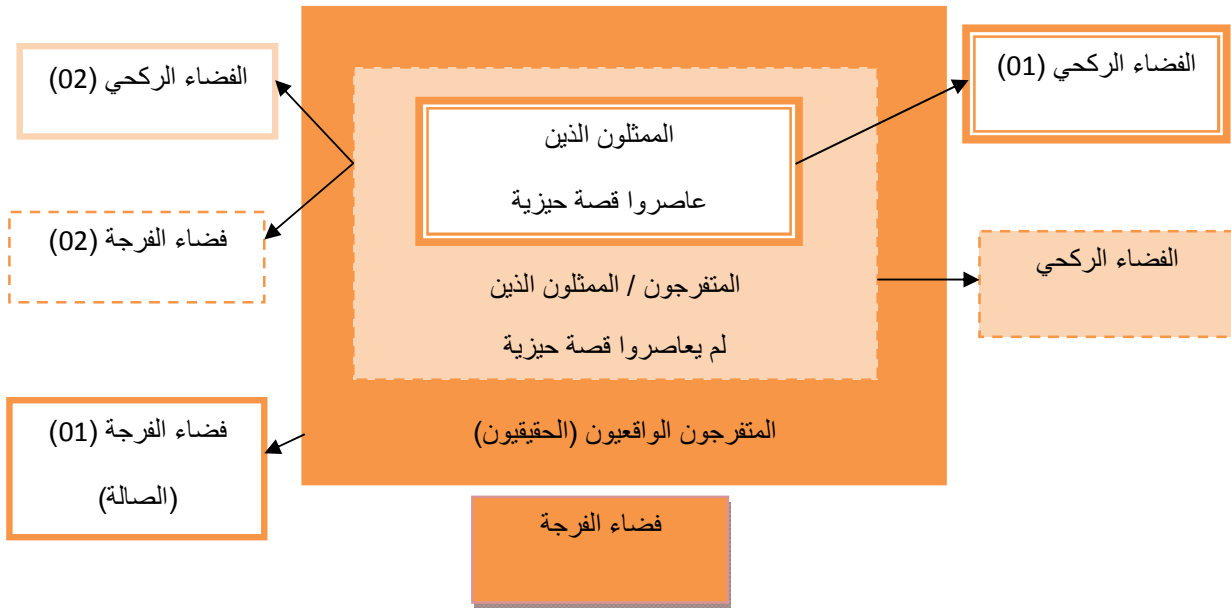 الفضاء الركحي (01)
الفضاء الركحي (02)
الممثلون الذين
عاصروا قصة حيزية
فضاء الفرجة (02)
الفضاء الركحي
المتفرجون / الممثلون الذين
لم يعاصروا قصة حيزية
المتفرجون الواقعيون (الحقيقيون)
فضاء الفرجة (01)
(الصالة)
فضاء الفرجة